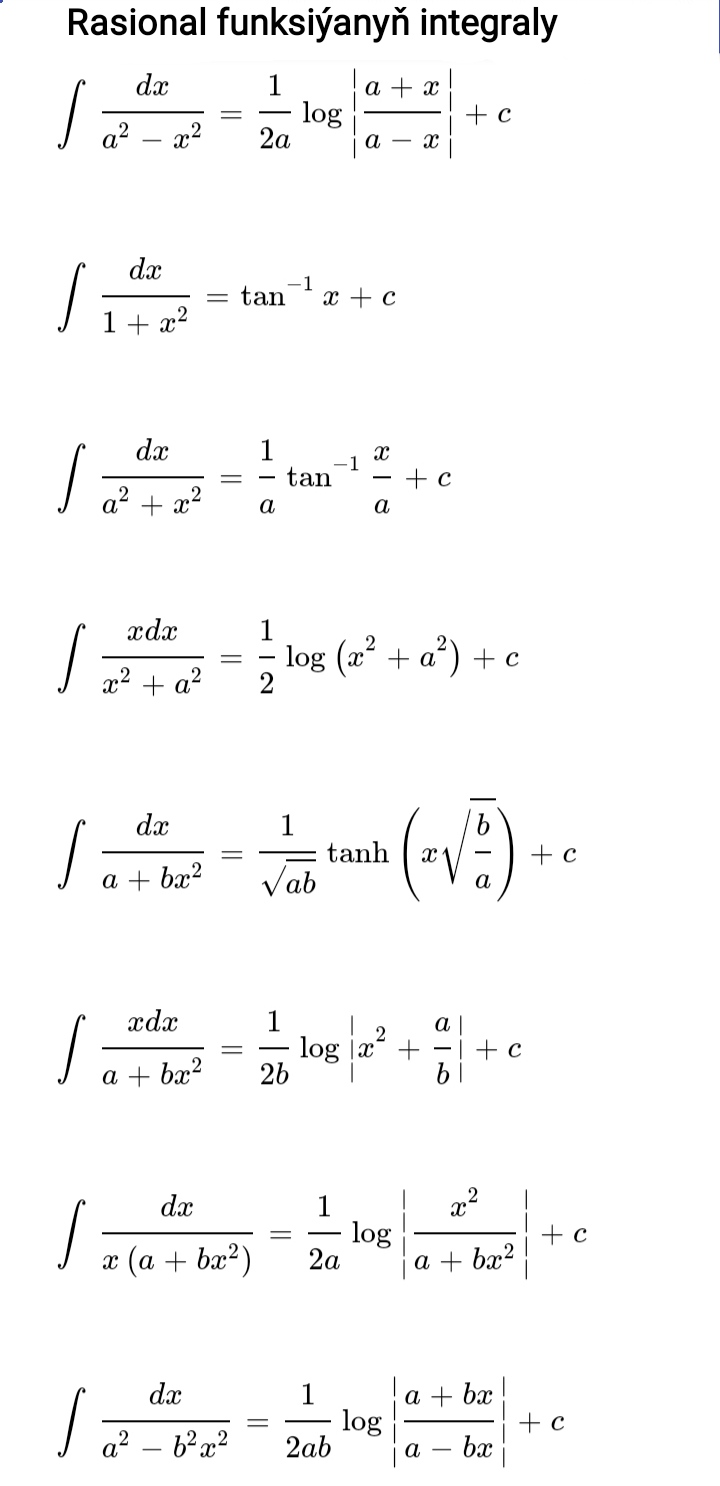 Rasional funksiýanyň integraly
∫ dx / (a² − x²) = 1/(2a) log |(a + x)/(a − x)| + c
∫ dx / (1 + x²) = tan⁻¹ x + c
∫ dx / (a² + x²) = 1/a tan⁻¹ x/a + c
∫ xdx / (x² + a²) = 1/2 log (x² + a²) + c
∫ dx / (a + bx²) = 1/√(ab) tanh (x√(b/a)) + c
∫ xdx / (a + bx²) = 1/(2b) log |x² + a/b| + c
∫ dx / (x (a + bx²)) = 1/(2a) log |x²/(a + bx²)| + c
∫ dx / (a² − b²x²) = 1/(2ab) log |(a + bx)/(a − bx)| + c